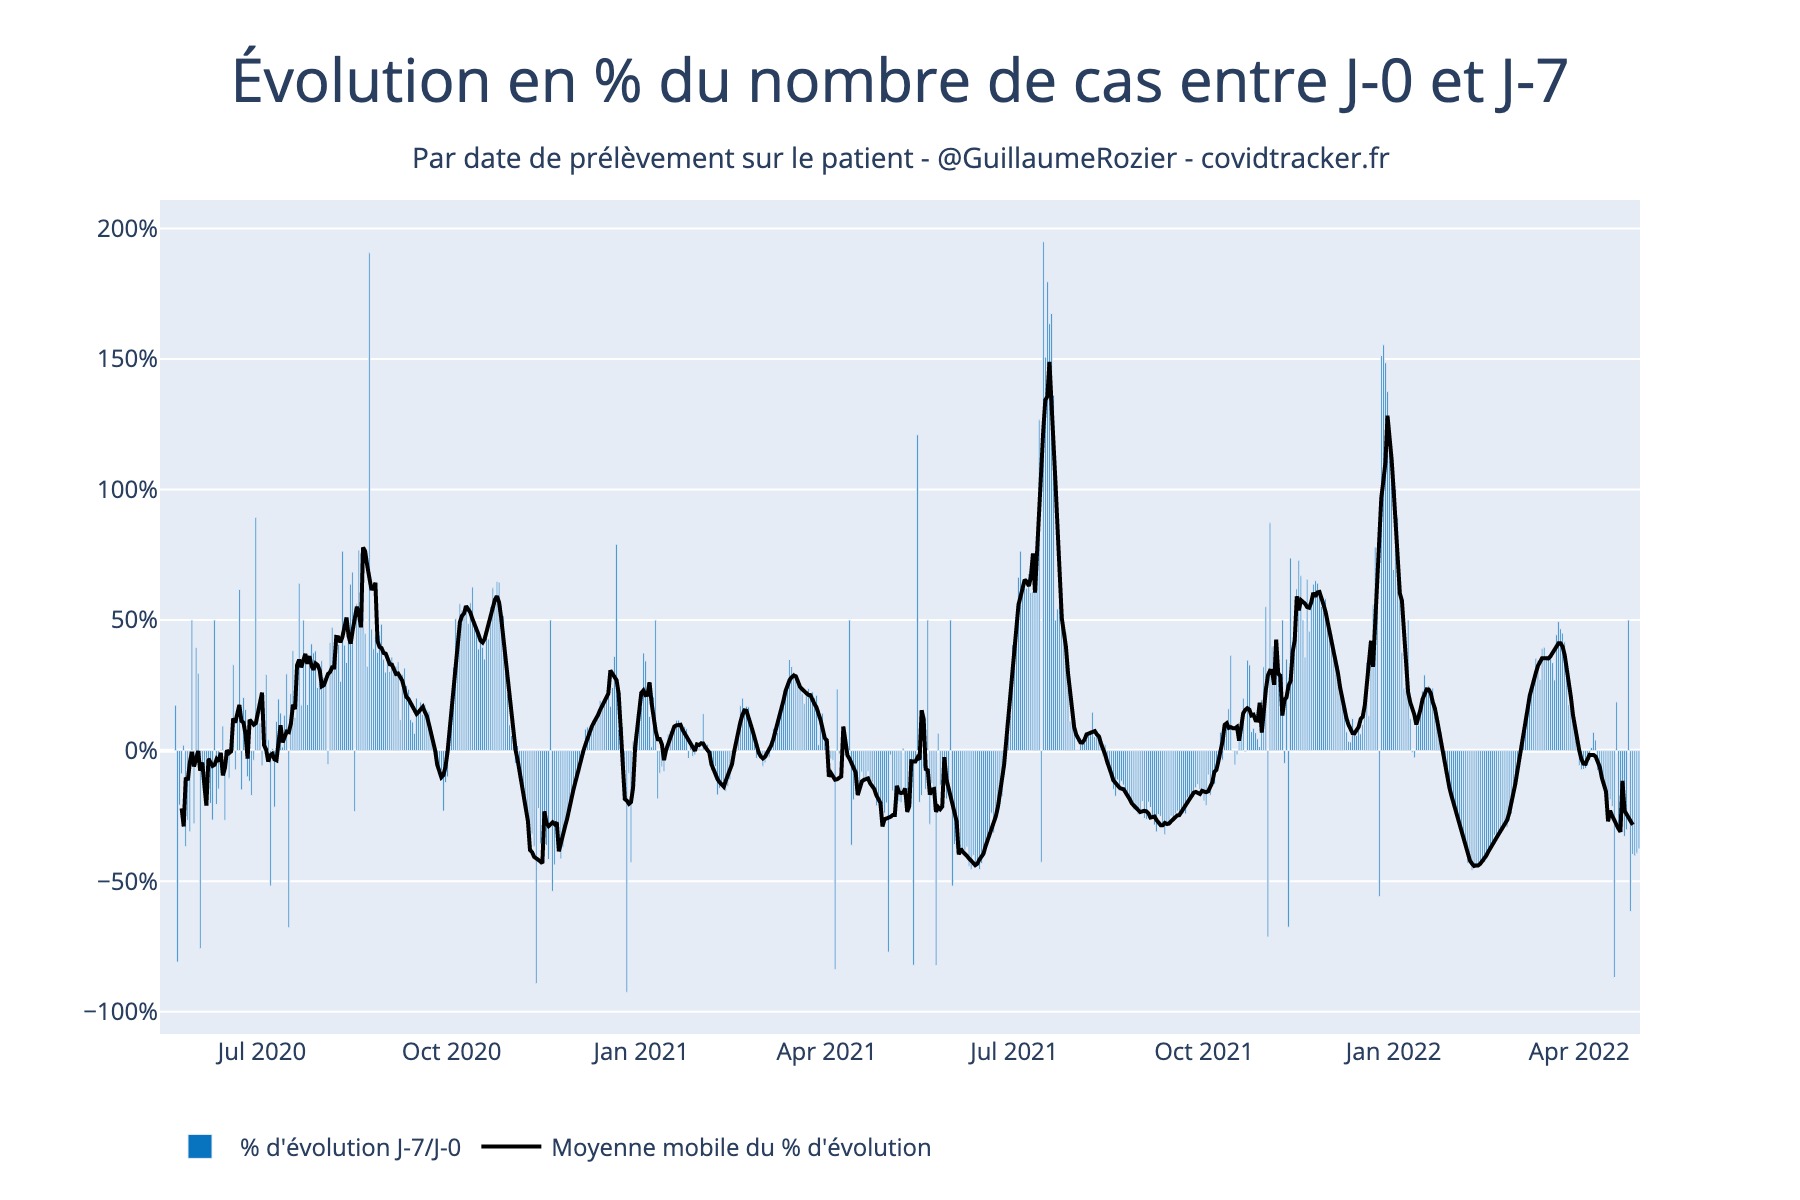 Évolution en % du nombre de cas entre J-0 et J-7
Par date de prélèvement sur le patient - @GuillaumeRozier - covidtracker.fr
200%
150%
100%
50%
0%
−50%
−100%
Jul 2020 Oct 2020 Jan 2021 Apr 2021 Jul 2021 Oct 2021 Jan 2022 Apr 2022
% d'évolution J-7/J-0 Moyenne mobile du % d'évolution